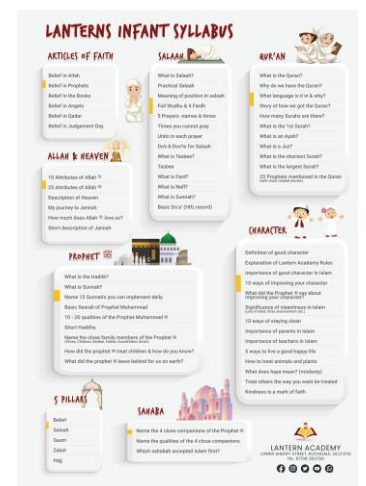 LANTERNS INFANT SYLLABUS
ARTICLES OF FAITH
Belief in Allah
Belief in Prophets
Belief in the Books
Belief in Angels
Belief in Qadar
Belief in Judgement Day
SALAAH
What is Salaah?
Practical Salaah
Meaning of position in salaah
Full Wudhu & 4 Fardh
5 Prayers- names & times
Times you cannot pray
Units in each prayer
Do's & Don'ts for Salaah
What is Tasbee?
Tasbee
What is Faril?
What is Nafl?
What is Sunnah?
Basic Du'a' (Hifz record)
QUR'AN
What is the Quran?
Why do we have the Quran?
What language is it in & why?
Story of how we got the Quran?
How many Surahs are there?
What is the 1st Surah?
What is an Ayah?
What is a Juz?
What is the shortest Surah?
What is the largest Surah?
25 Prophets mentioned in the Quran
ALLAH & HEAVEN
10 Attributes of Allah
25 Attributes of Allah
Description of Heaven
My journey to Jannah
How much does Allah love us?
Short description of Jannah
PROPHET
What is the Hadith?
What is Sunnah?
Name 10 Sunnah's you can implement daily
Basic Seerah of Prophet Muhammad
10 - 20 qualities of the Prophet Muhammad
Short Hadiths
Name the close family members of the Prophet
How did the prophet treat children & how do you know?
What did the prophet leave behind for us on earth?
CHARACTER
Definition of good character
Explanation of Lantern Academy Rules
Importance of good character in Islam
10 ways of improving your character
What did the Prophet say about
improving your character?
Significance of cleanliness in Islam
10 ways of staying clean
Importance of parents in Islam
Importance of teachers in Islam
5 ways to live a good happy life
How to treat animals and plants
What does haya mean? (modesty)
Treat others the way you want be treated
Kindness is a mark of faith
5 PILLARS
Belief
Salaah
Saum
Zakat
Hajj
SAHABA
Name the 4 close companions of the Prophet
Name the qualities of the 4 close companions
Which sahabah accepted Islam first?
LANTERN ACADEMY